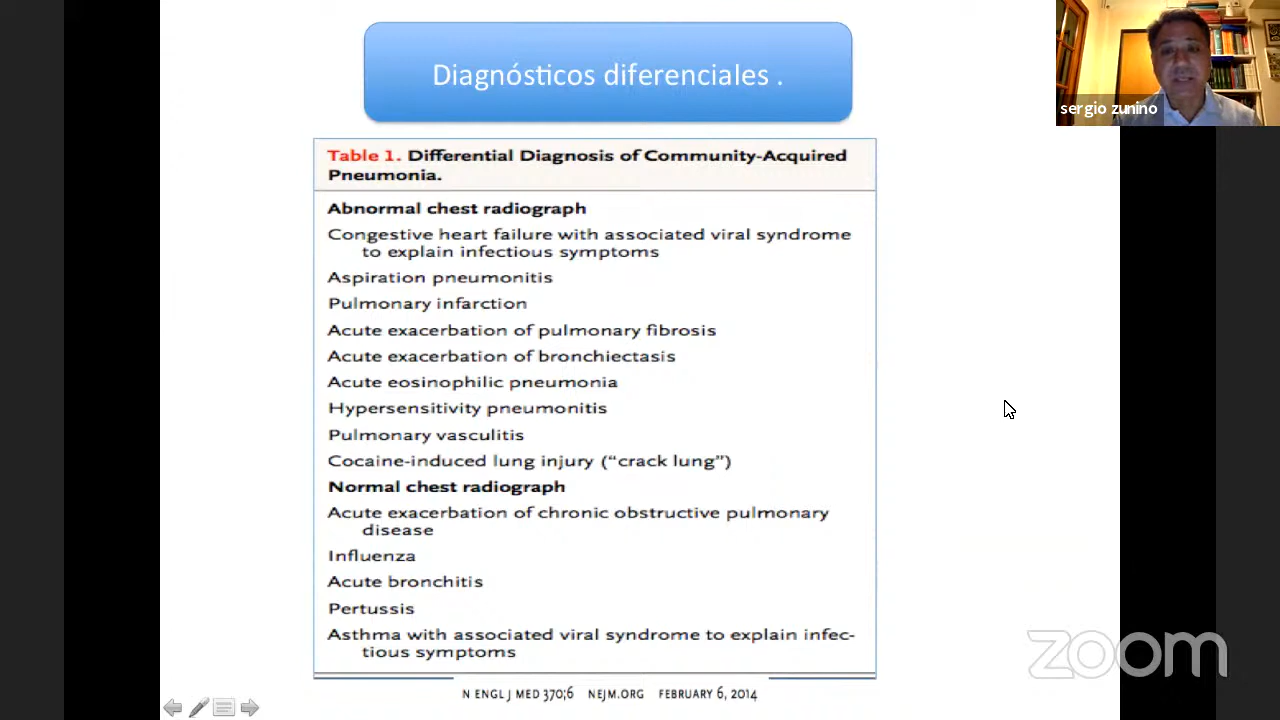 Diagnósticos diferenciales .
sergio zunino
Table 1. Differential Diagnosis of Community-Acquired
Pneumonia.
Abnormal chest radiograph
Congestive heart failure with associated viral syndrome
to explain infectious symptoms
Aspiration pneumonitis
Pulmonary infarction
Acute exacerbation of pulmonary fibrosis
Acute exacerbation of bronchiectasis
Acute eosinophilic pneumonia
Hypersensitivity pneumonitis
Pulmonary vasculitis
Cocaine-induced lung injury (“crack lung”)
Normal chest radiograph
Acute exacerbation of chronic obstructive pulmonary
disease
Influenza
Acute bronchitis
Pertussis
Asthma with associated viral syndrome to explain infec-
tious symptoms
N ENGL J MED 370;6 NEJM.ORG FEBRUARY 6, 2014
zoom